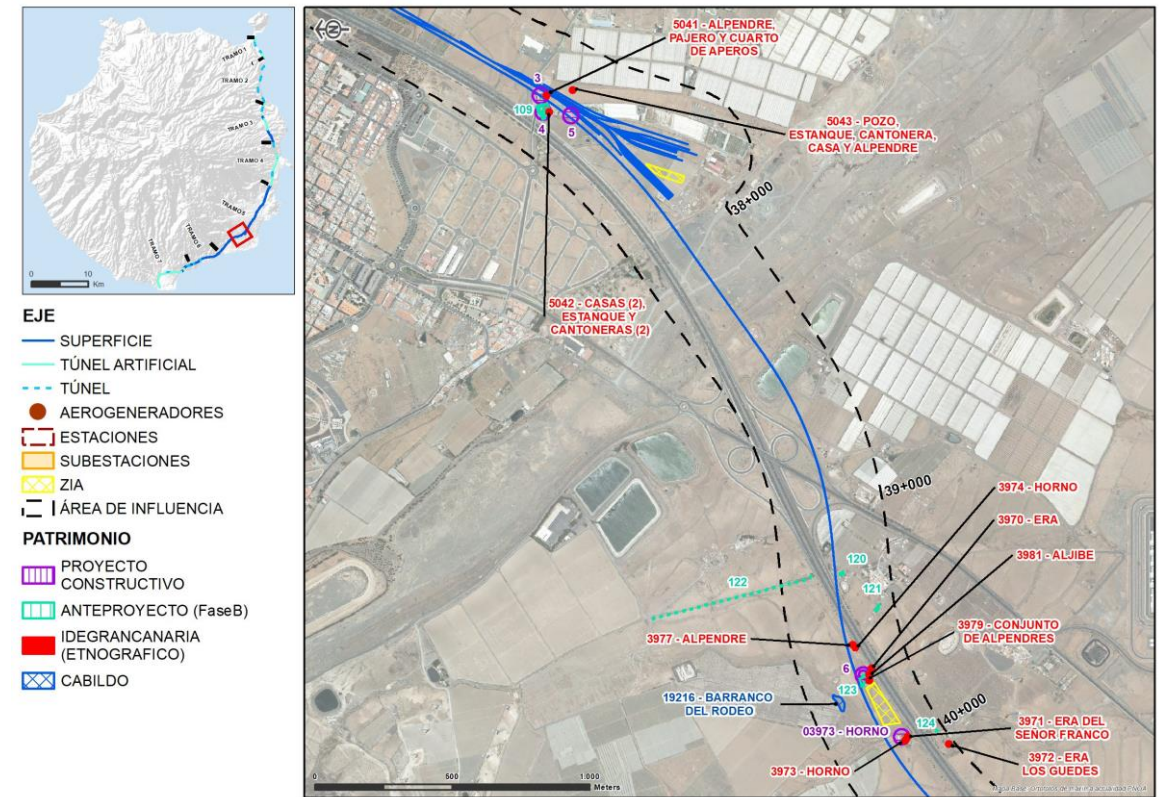 TRAMO 1
TRAMO 2
TRAMO 3
TRAMO 4
TRAMO 5
TRAMO 6
TRAMO 7
0 10
Km
EJE
SUPERFICIE
TÚNEL ARTIFICIAL
TÚNEL
AEROGENERADORES
ESTACIONES
SUBESTACIONES
ZIA
ÁREA DE INFLUENCIA
PATRIMONIO
PROYECTO
CONSTRUCTIVO
ANTEPROYECTO (FaseB)
IDEGRANCANARIA
(ETNOGRAFICO)
CABILDO
N
5041 - ALPENDRE,
PAJERO Y CUARTO
DE APEROS
3
109
4
5
5043 - POZO,
ESTANQUE, CANTONERA,
CASA Y ALPENDRE
38+000
5042 - CASAS (2),
ESTANQUE Y
CANTONERAS (2)
39+000
3974 - HORNO
3970 - ERA
3981 - ALJIBE
120
121
122
3977 - ALPENDRE
3979 - CONJUNTO
DE ALPENDRES
6
123
19216 - BARRANCO
DEL RODEO
03973 - HORNO
124
40+000
3971 - ERA DEL
SEÑOR FRANCO
3973 - HORNO
3972 - ERA
LOS GUEDES
0 500 1.000
Meters